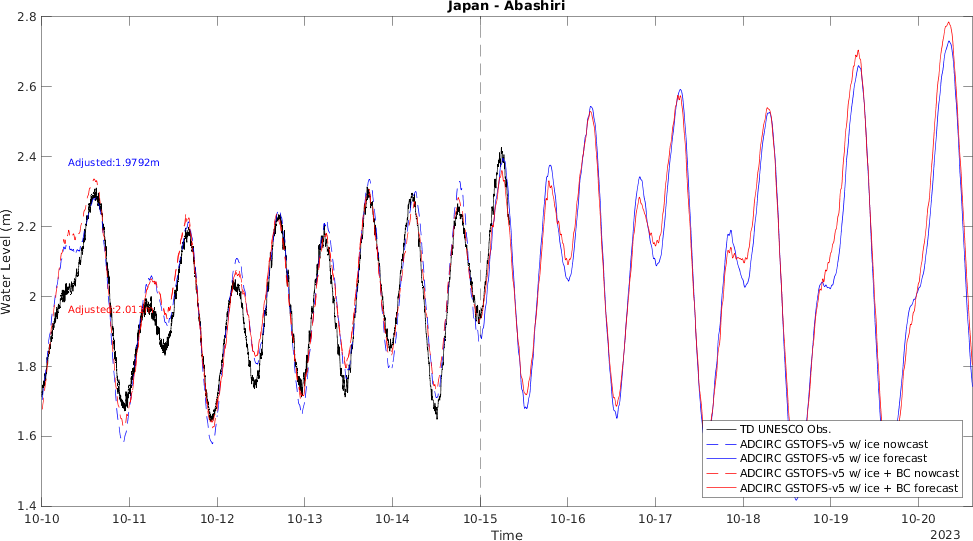 Japan - Abashiri
2.8
2.6
2.4
2.2
2
1.8
1.6
1.4
Water Level (m)
Adjusted:1.9792m
Adjusted:2.01
TD UNESCO Obs.
ADCIRC GSTOFS-v5 w/ ice nowcast
ADCIRC GSTOFS-v5 w/ ice forecast
ADCIRC GSTOFS-v5 w/ ice + BC nowcast
ADCIRC GSTOFS-v5 w/ ice + BC forecast
10-10 10-11 10-12 10-13 10-14 10-15 10-16 10-17 10-18 10-19 10-20
Time
2023